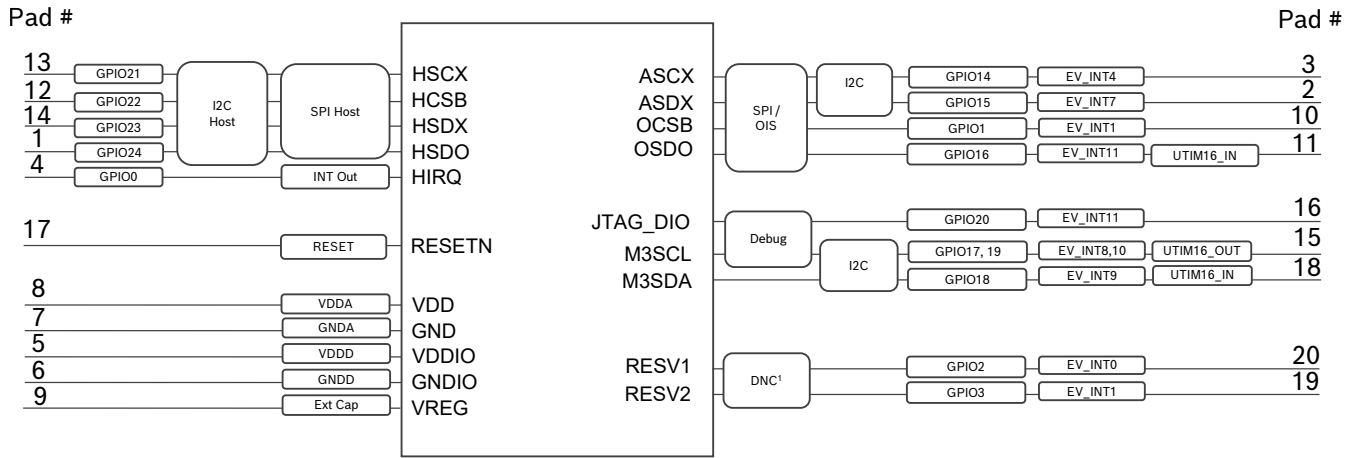 Pad # Pad #
13 GPIO21 I2C Host SPI Host HSCX ASCX SPI / OIS I2C GPIO14 EV_INT4 3
12 GPIO22 HCSB ASDX GPIO15 EV_INT7 2
14 GPIO23 HSDX OCSB GPIO1 EV_INT1 10
1 GPIO24 HSDO OSDO GPIO16 EV_INT11 UTIM16_IN 11
4 GPIO0 INT Out HIRQ
JTAG_DIO Debug GPIO20 EV_INT11 16
17 RESET RESETN M3SCL I2C GPIO17, 19 EV_INT8,10 UTIM16_OUT 15
M3SDA GPIO18 EV_INT9 UTIM16_IN 18
8 VDDA VDD
7 GNDA GND
5 VDDD VDDIO RESV1 DNC¹ GPIO2 EV_INT0 20
6 GNDD GNDIO RESV2 GPIO3 EV_INT1 19
9 Ext Cap VREG